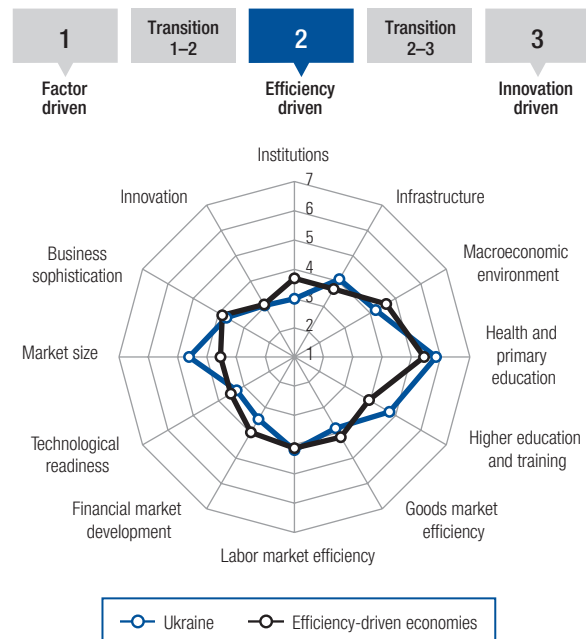 1
Transition
1–2
2
Transition
2–3
3
Factor
driven
Efficiency
driven
Innovation
driven
Institutions
7
6
5
4
3
2
1
Infrastructure
Macroeconomic
environment
Health and
primary
education
Higher education
and training
Goods market
efficiency
Labor market efficiency
Financial market
development
Technological
readiness
Market size
Business
sophistication
Innovation
Ukraine
Efficiency-driven economies